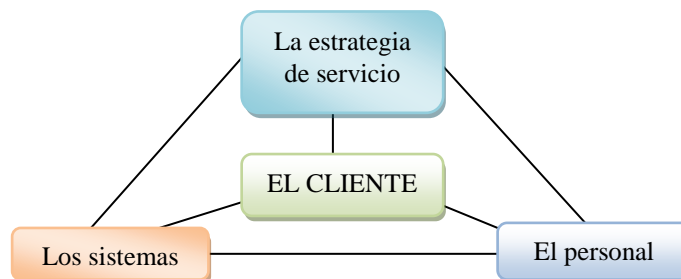 La estrategia
de servicio
EL CLIENTE
Los sistemas
El personal